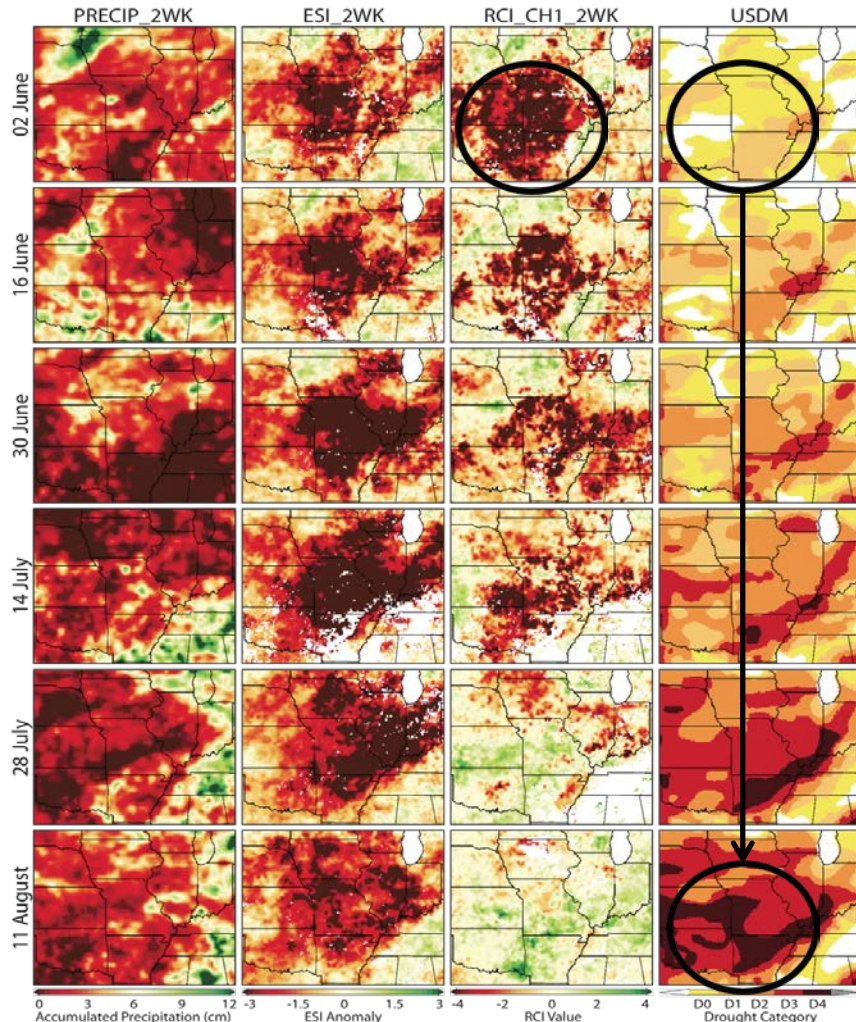 PRECIP_2WK ESI_2WK RCI_CH1_2WK USDM
02 June
16 June
30 June
14 July
28 July
11 August
0 3 6 9 12 -3 -1.5 0 1.5 3 -4 -2 0 2 4 D0 D1 D2 D3 D4
Accumulated Precipitation (cm) ESI Anomaly RCI Value Drought Category